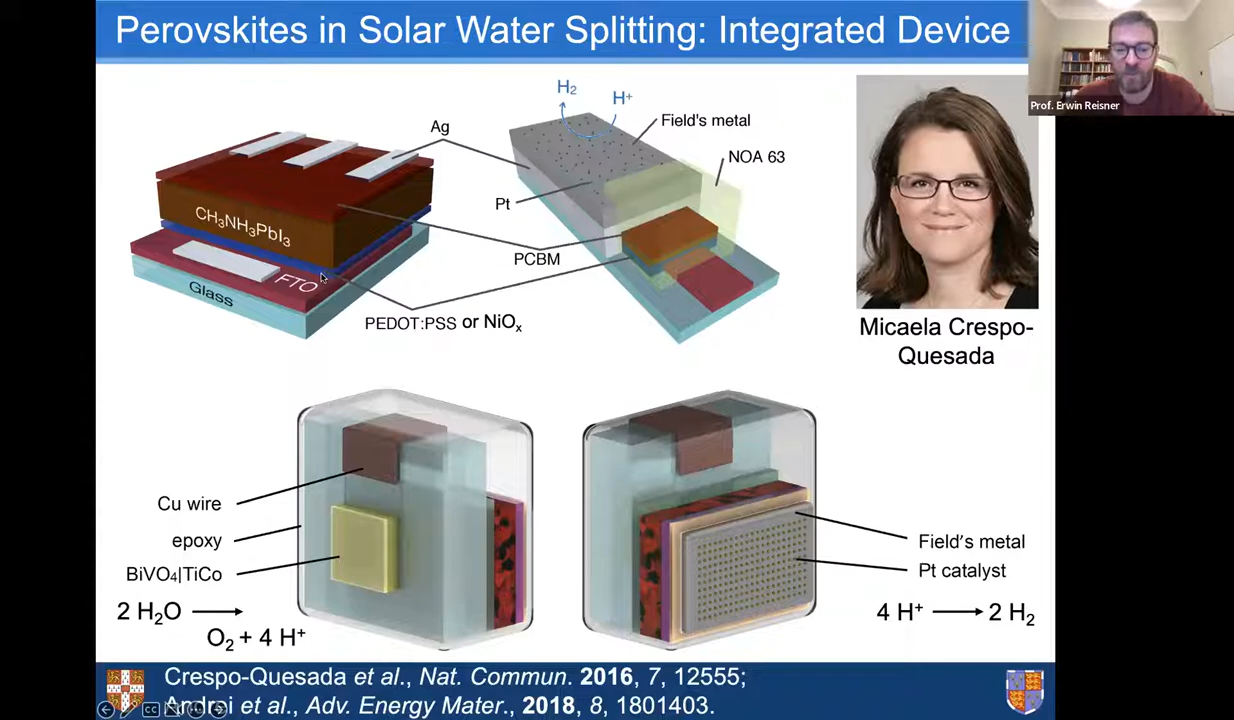 Perovskites in Solar Water Splitting: Integrated Device
Prof. Erwin Reisner
H₂
H⁺
Ag
Field's metal
NOA 63
Pt
CH₃NH₃PbI₃
PCBM
FTO
Glass
PEDOT:PSS or NiOₓ
Micaela Crespo-
Quesada
Cu wire
epoxy
BiVO₄|TiCo
2 H₂O ⟶
O₂ + 4 H⁺
Field's metal
Pt catalyst
4 H⁺ ⟶ 2 H₂
Crespo-Quesada et al., Nat. Commun. 2016, 7, 12555;
Andrei et al., Adv. Energy Mater., 2018, 8, 1801403.